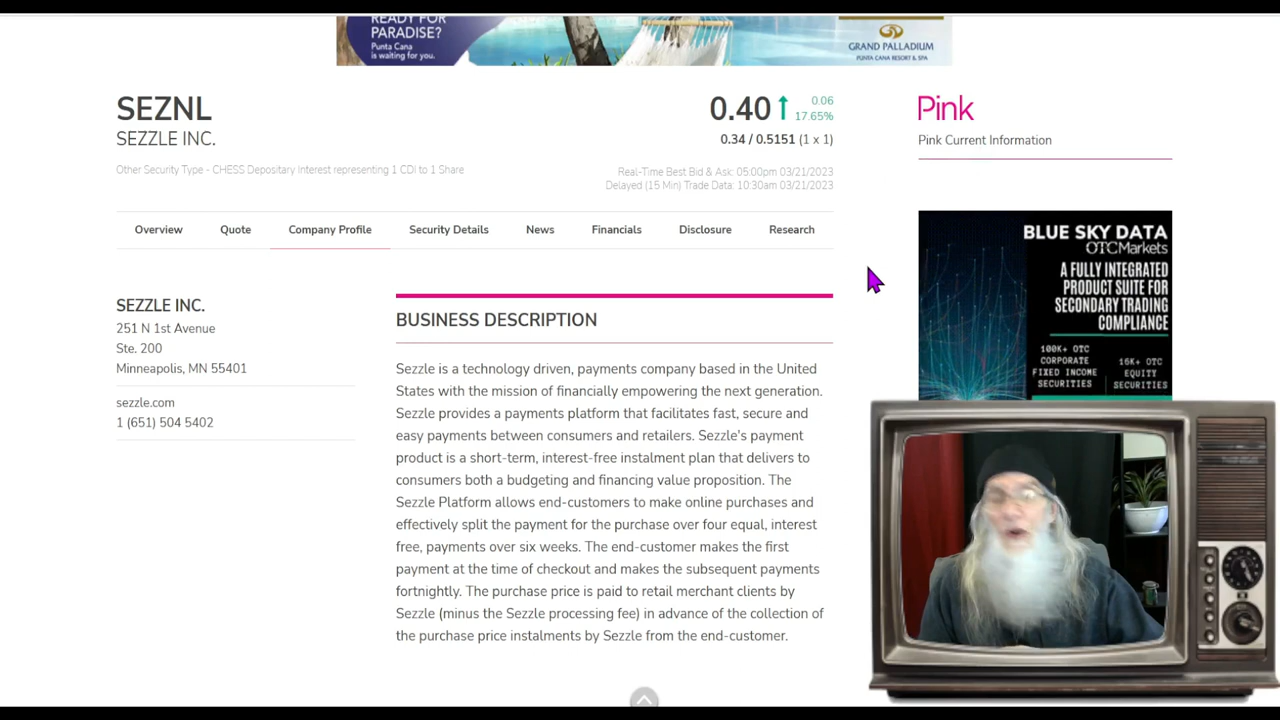 READY FOR
PARADISE?
Punta Cana
is waiting for you.
GRAND PALLADIUM
PUNTA CANA RESORT & SPA
SEZNL
SEZZLE INC.
0.40
0.06
17.65%
0.34 / 0.5151 (1 x 1)
Other Security Type - CHESS Depositary Interest representing 1 CDI to 1 Share
Real-Time Best Bid & Ask: 05:00pm 03/21/2023
Delayed (15 Min) Trade Data: 10:30am 03/21/2023
Pink
Pink Current Information
Overview Quote Company Profile Security Details News Financials Disclosure Research
SEZZLE INC.
251 N 1st Avenue
Ste. 200
Minneapolis, MN 55401
sezzle.com
1 (651) 504 5402
BUSINESS DESCRIPTION
Sezzle is a technology driven, payments company based in the United
States with the mission of financially empowering the next generation.
Sezzle provides a payments platform that facilitates fast, secure and
easy payments between consumers and retailers. Sezzle's payment
product is a short-term, interest-free instalment plan that delivers to
consumers both a budgeting and financing value proposition. The
Sezzle Platform allows end-customers to make online purchases and
effectively split the payment for the purchase over four equal, interest
free, payments over six weeks. The end-customer makes the first
payment at the time of checkout and makes the subsequent payments
fortnightly. The purchase price is paid to retail merchant clients by
Sezzle (minus the Sezzle processing fee) in advance of the collection of
the purchase price instalments by Sezzle from the end-customer.
BLUE SKY DATA
OTCMarkets
A FULLY INTEGRATED
PRODUCT SUITE FOR
SECONDARY TRADING
COMPLIANCE
100K+ OTC
CORPORATE
FIXED INCOME
SECURITIES
16K+ OTC
EQUITY
SECURITIES